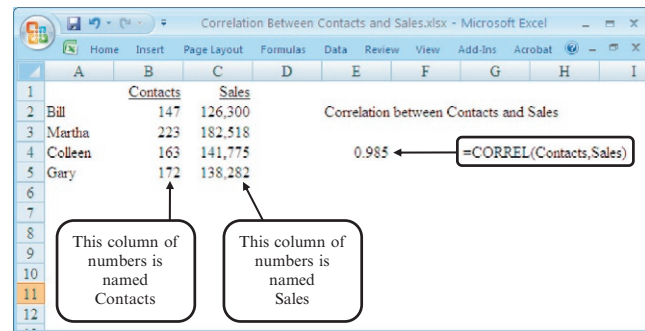 Correlation Between Contacts and Sales.xlsx - Microsoft Excel
Home Insert Page Layout Formulas Data Review View Add-Ins Acrobat
A B C D E F G H I
1 Contacts Sales
2 Bill 147 126,300 Correlation between Contacts and Sales
3 Martha 223 182,518
4 Colleen 163 141,775 0.985 =CORREL(Contacts,Sales)
5 Gary 172 138,282
6
7
8
9
10
11
12
This column of
numbers is
named
Contacts
This column of
numbers is
named
Sales